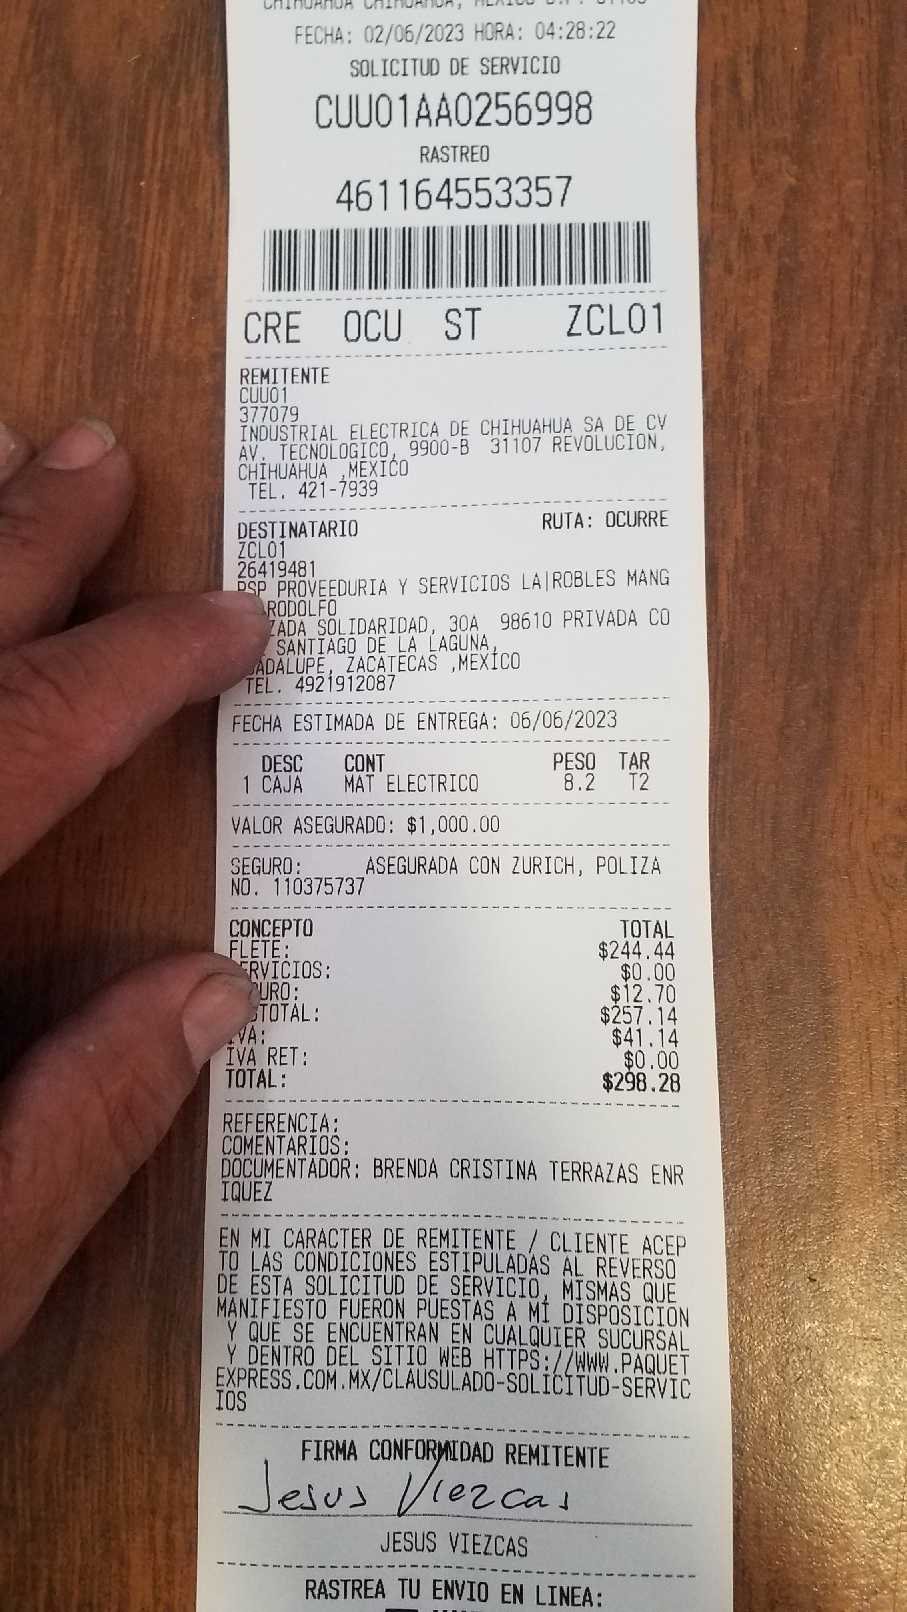 FECHA: 02/06/2023 HORA: 04:28:22
SOLICITUD DE SERVICIO
CUU01AA0256998
RASTREO
461164553357
CRE OCU ST ZCL01
REMITENTE
CUU01
377079
INDUSTRIAL ELECTRICA DE CHIHUAHUA SA DE CV
AV. TECNOLOGICO, 9900-B 31107 REVOLUCION,
CHIHUAHUA ,MEXICO
TEL. 421-7939
DESTINATARIO RUTA: OCURRE
ZCL01
26419481
PSP PROVEEDURIA Y SERVICIOS LA|ROBLES MANG
RODOLFO
ZADA SOLIDARIDAD, 30A 98610 PRIVADA CO
SANTIAGO DE LA LAGUNA,
ADALUPE, ZACATECAS ,MEXICO
TEL. 4921912087
FECHA ESTIMADA DE ENTREGA: 06/06/2023
DESC CONT PESO TAR
1 CAJA MAT ELECTRICO 8.2 T2
VALOR ASEGURADO: $1,000.00
SEGURO: ASEGURADA CON ZURICH, POLIZA
NO. 110375737
CONCEPTO TOTAL
FLETE: $244.44
ERVICIOS: $0.00
URO: $12.70
TOTAL: $257.14
IVA: $41.14
IVA RET: $0.00
TOTAL: $298.28
REFERENCIA:
COMENTARIOS:
DOCUMENTADOR: BRENDA CRISTINA TERRAZAS ENR
IQUEZ
EN MI CARACTER DE REMITENTE / CLIENTE ACEP
TO LAS CONDICIONES ESTIPULADAS AL REVERSO
DE ESTA SOLICITUD DE SERVICIO, MISMAS QUE
MANIFIESTO FUERON PUESTAS A MI DISPOSICION
Y QUE SE ENCUENTRAN EN CUALQUIER SUCURSAL
Y DENTRO DEL SITIO WEB HTTPS://WWW.PAQUET
EXPRESS.COM.MX/CLAUSULADO-SOLICITUD-SERVIC
IOS
FIRMA CONFORMIDAD REMITENTE
Jesus Viezcas
JESUS VIEZCAS
RASTREA TU ENVIO EN LINEA: